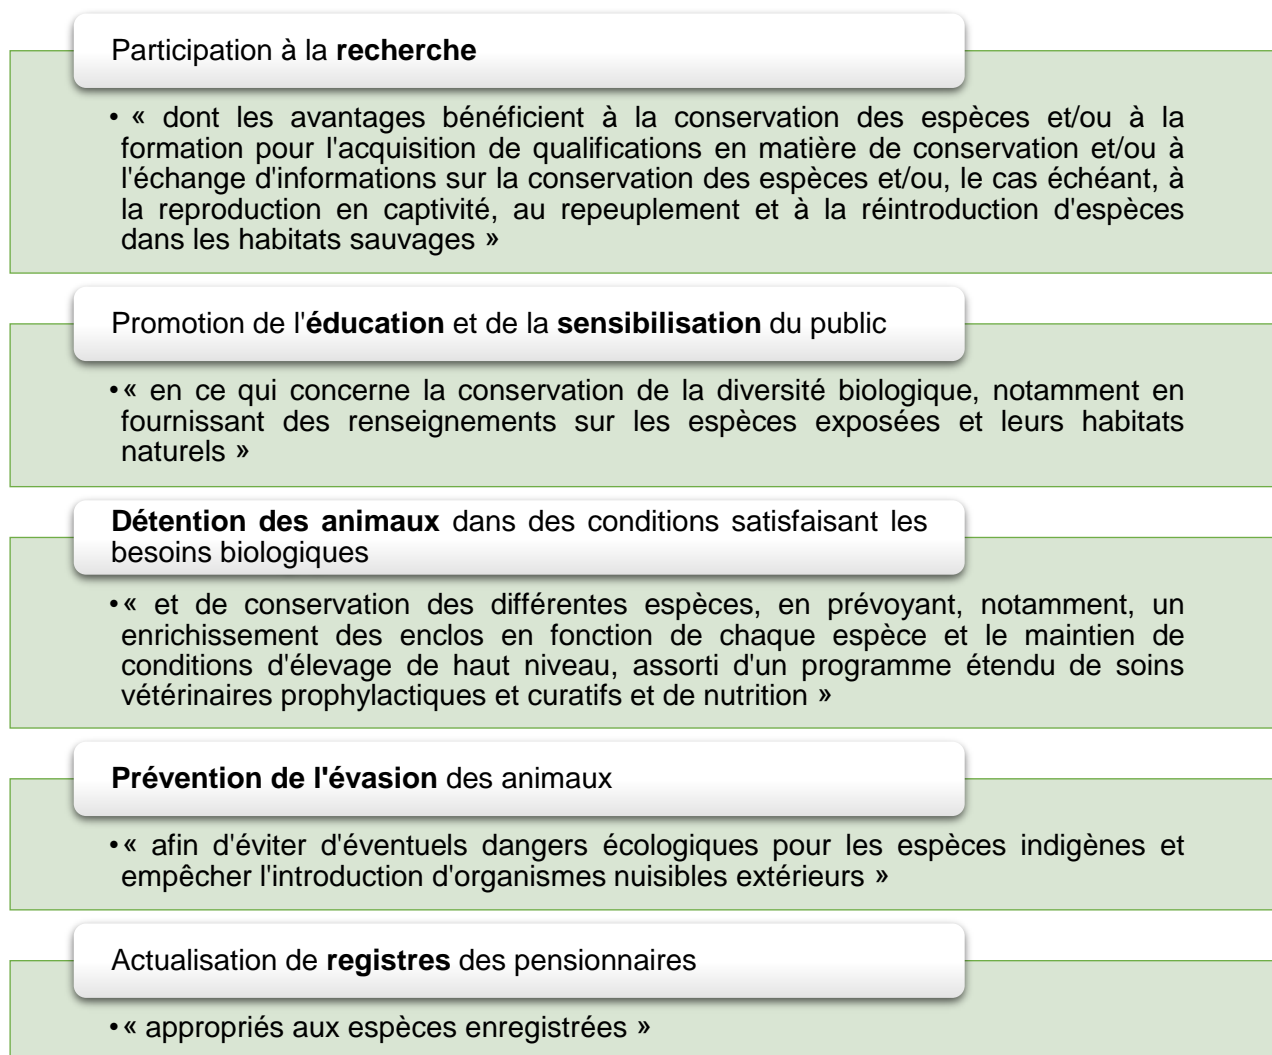 Participation à la recherche
• « dont les avantages bénéficient à la conservation des espèces et/ou à la
formation pour l'acquisition de qualifications en matière de conservation et/ou à
l'échange d'informations sur la conservation des espèces et/ou, le cas échéant, à
la reproduction en captivité, au repeuplement et à la réintroduction d'espèces
dans les habitats sauvages »
Promotion de l'éducation et de la sensibilisation du public
• « en ce qui concerne la conservation de la diversité biologique, notamment en
fournissant des renseignements sur les espèces exposées et leurs habitats
naturels »
Détention des animaux dans des conditions satisfaisant les
besoins biologiques
• « et de conservation des différentes espèces, en prévoyant, notamment, un
enrichissement des enclos en fonction de chaque espèce et le maintien de
conditions d'élevage de haut niveau, assorti d'un programme étendu de soins
vétérinaires prophylactiques et curatifs et de nutrition »
Prévention de l'évasion des animaux
• « afin d'éviter d'éventuels dangers écologiques pour les espèces indigènes et
empêcher l'introduction d'organismes nuisibles extérieurs »
Actualisation de registres des pensionnaires
• « appropriés aux espèces enregistrées »